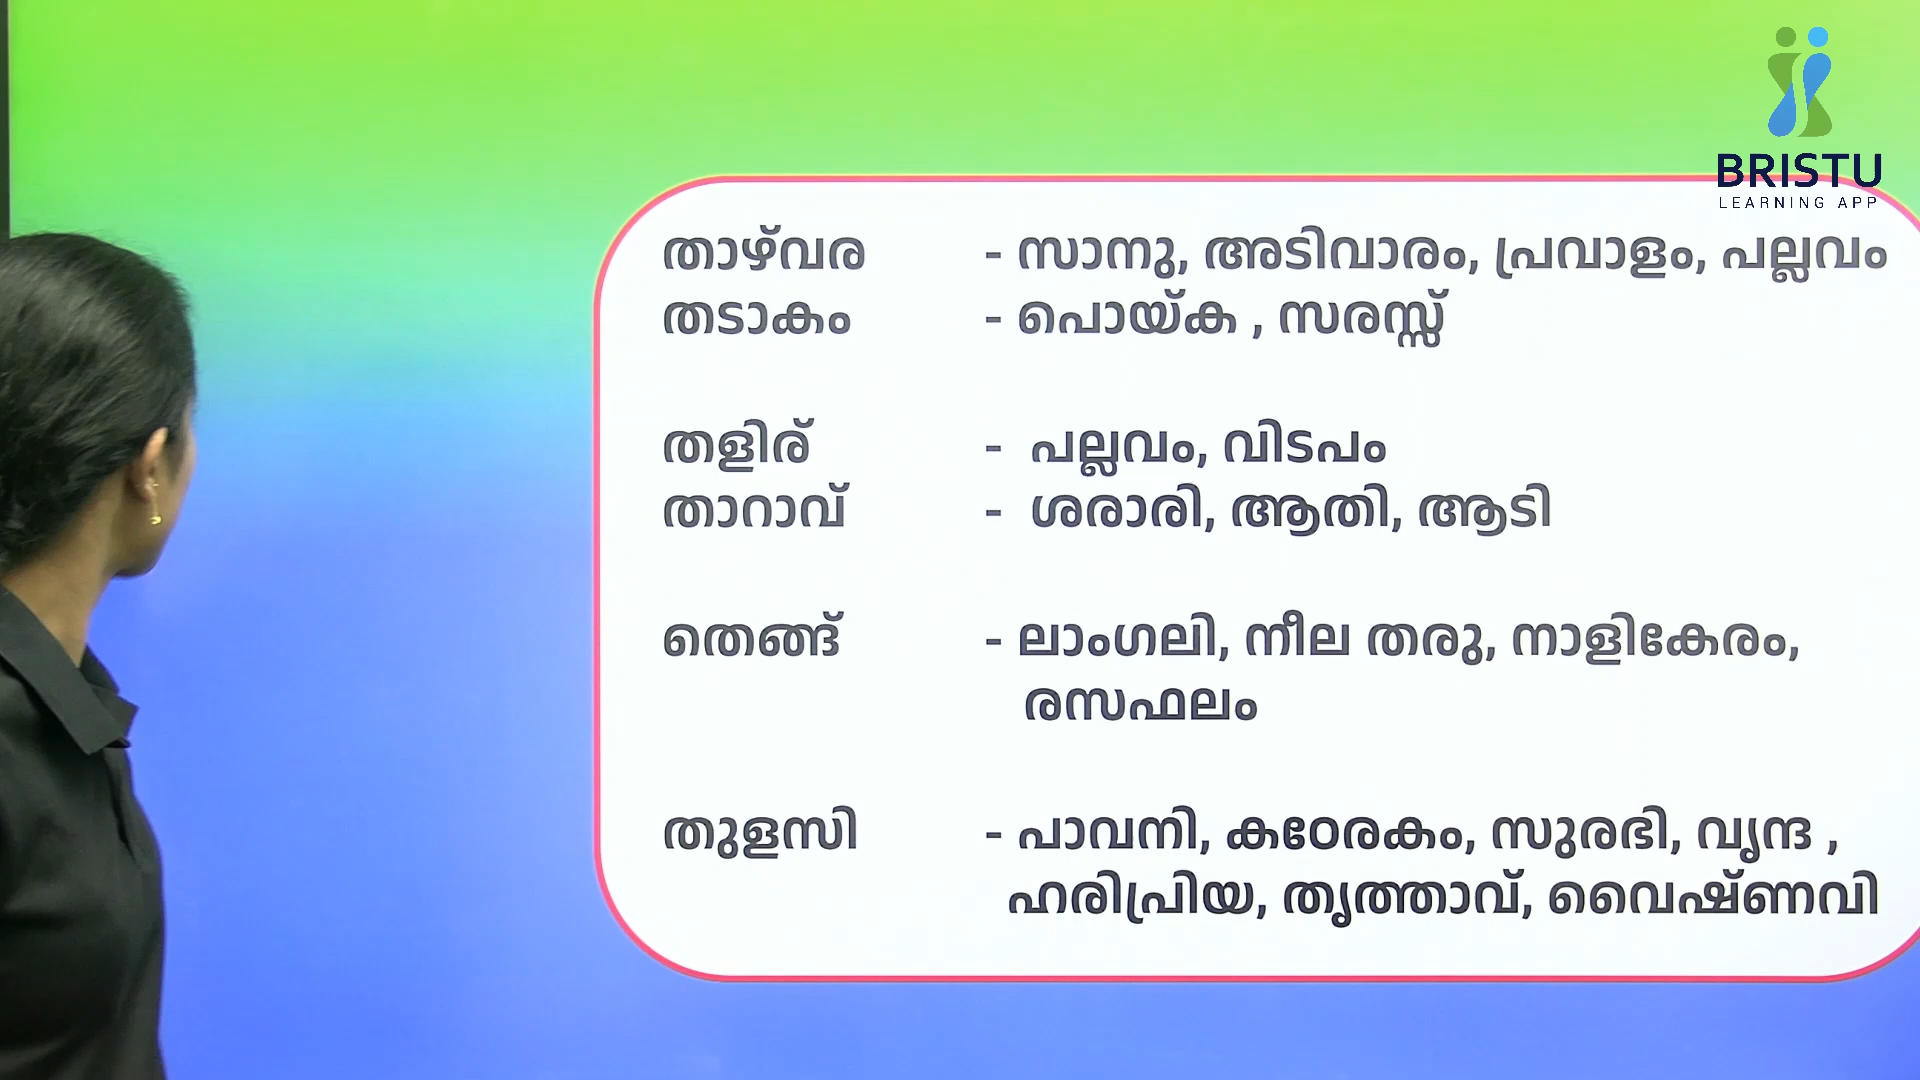 BRISTU
LEARNING APP
താഴ്‌വര - സാനു, അടിവാരം, പ്രവാളം, പല്ലവം
തടാകം - പൊയ്ക , സരസ്സ്
തളിര് - പല്ലവം, വിടപം
താറാവ് - ശരാരി, ആതി, ആടി
തെങ്ങ് - ലാംഗലി, നീല തരു, നാളികേരം,
രസഫലം
തുളസി - പാവനി, കഠേരകം, സുരഭി, വൃന്ദ ,
ഹരിപ്രിയ, തൃത്താവ്, വൈഷ്ണവി